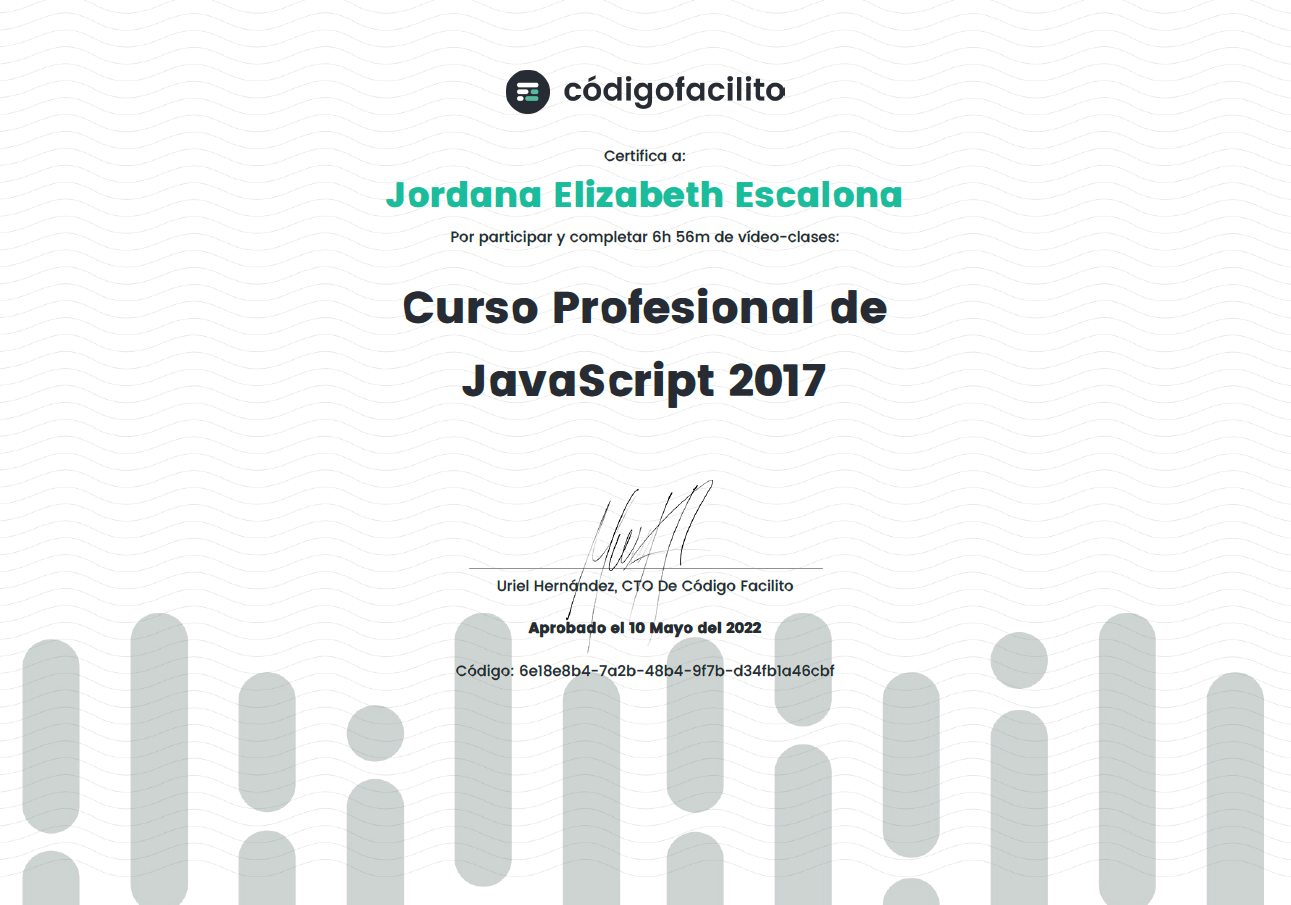 códigofacilito
Certifica a:
Jordana Elizabeth Escalona
Por participar y completar 6h 56m de vídeo-clases:
Curso Profesional de
JavaScript 2017
Uriel Hernández, CTO De Código Facilito
Aprobado el 10 Mayo del 2022
Código: 6e18e8b4-7a2b-48b4-9f7b-d34fb1a46cbf